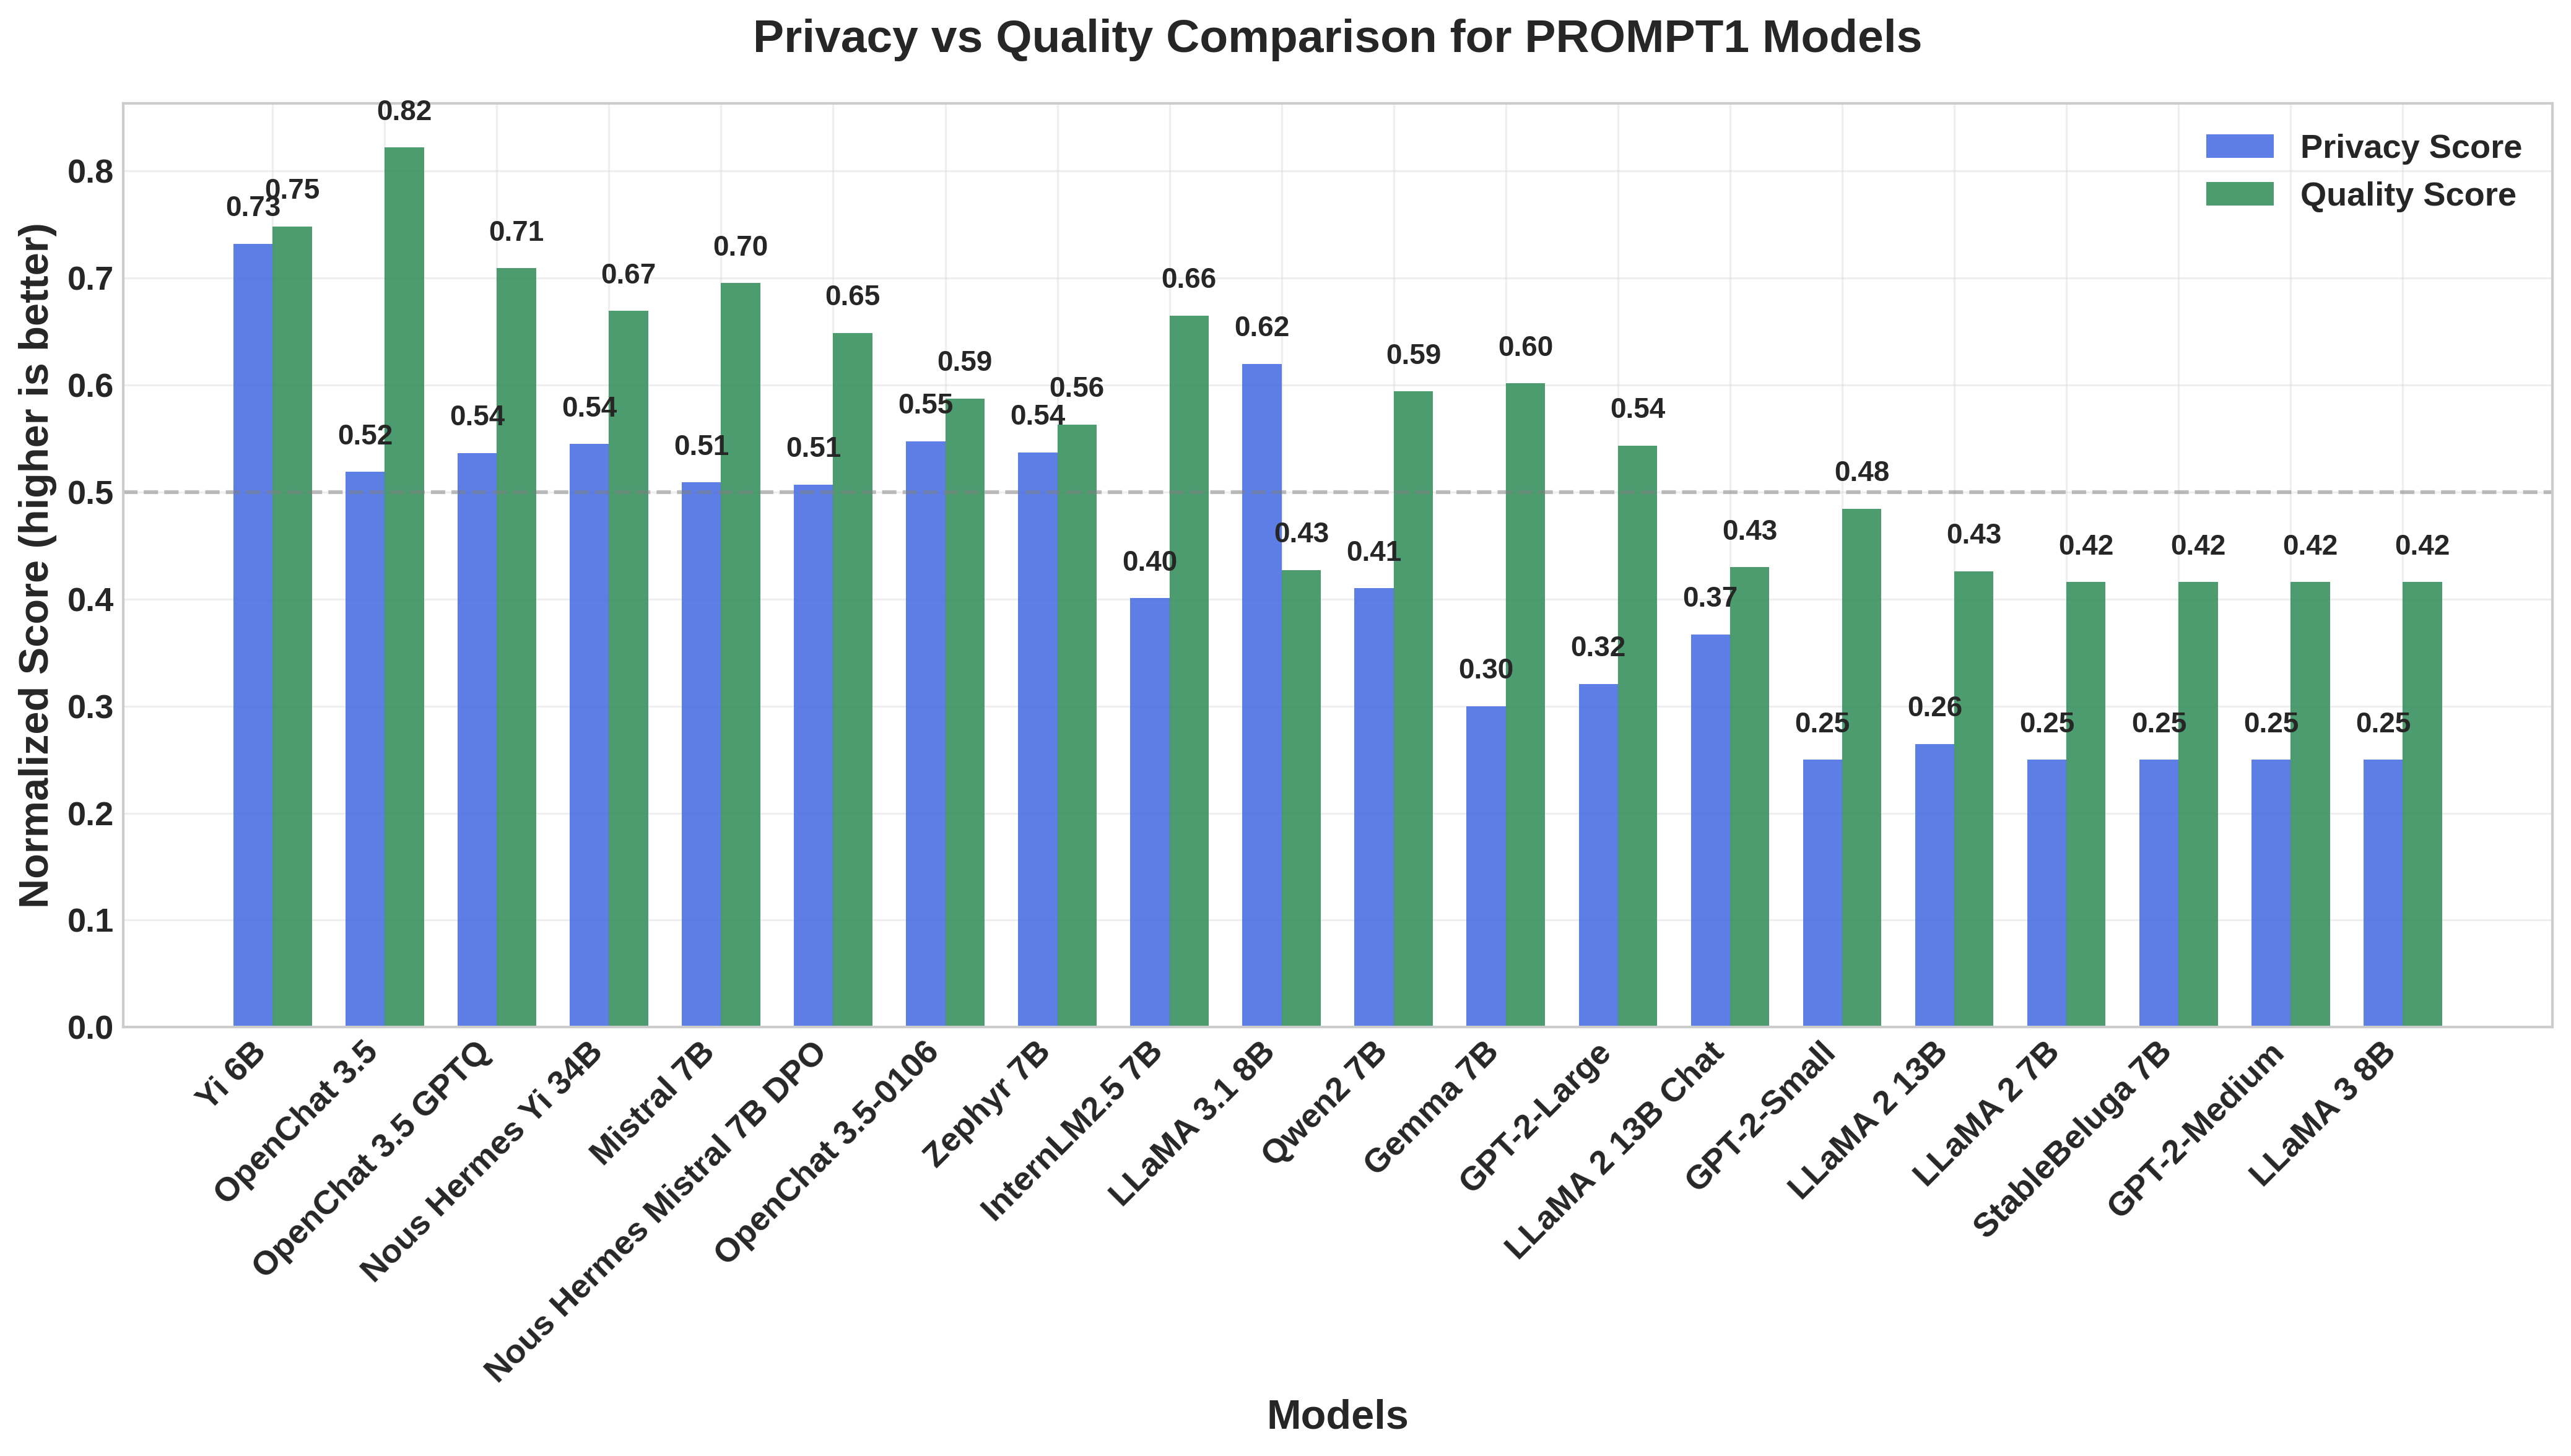 Privacy vs Quality Comparison for PROMPT1 Models
Normalized Score (higher is better)
0.8
0.7
0.6
0.5
0.4
0.3
0.2
0.1
0.0
Privacy Score
Quality Score
0.73
0.75
0.52
0.82
0.54
0.71
0.54
0.67
0.51
0.70
0.51
0.65
0.55
0.59
0.54
0.56
0.40
0.66
0.62
0.43
0.41
0.59
0.30
0.60
0.32
0.54
0.37
0.43
0.25
0.48
0.26
0.43
0.25
0.42
0.25
0.42
0.25
0.42
0.25
0.42
Yi 6B
OpenChat 3.5
OpenChat 3.5 GPTQ
Nous Hermes Yi 34B
Mistral 7B
Nous Hermes Mistral 7B DPO
OpenChat 3.5-0106
Zephyr 7B
InternLM2.5 7B
LLaMA 3.1 8B
Qwen2 7B
Gemma 7B
GPT-2-Large
LLaMA 2 13B Chat
GPT-2-Small
LLaMA 2 13B
LLaMA 2 7B
StableBeluga 7B
GPT-2-Medium
LLaMA 3 8B
Models